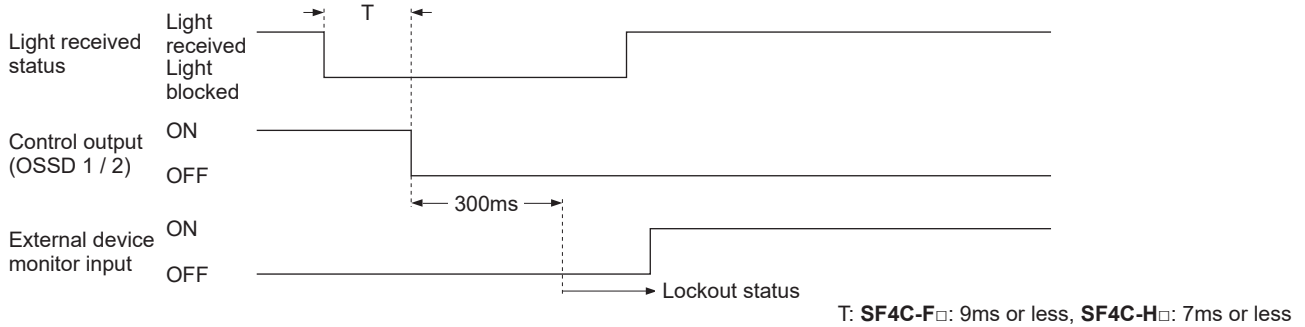 T
Light received
status
Light
received
Light
blocked
Control output
(OSSD 1 / 2)
ON
OFF
300ms
External device
monitor input
ON
OFF
Lockout status
T: SF4C-F□: 9ms or less, SF4C-H□: 7ms or less